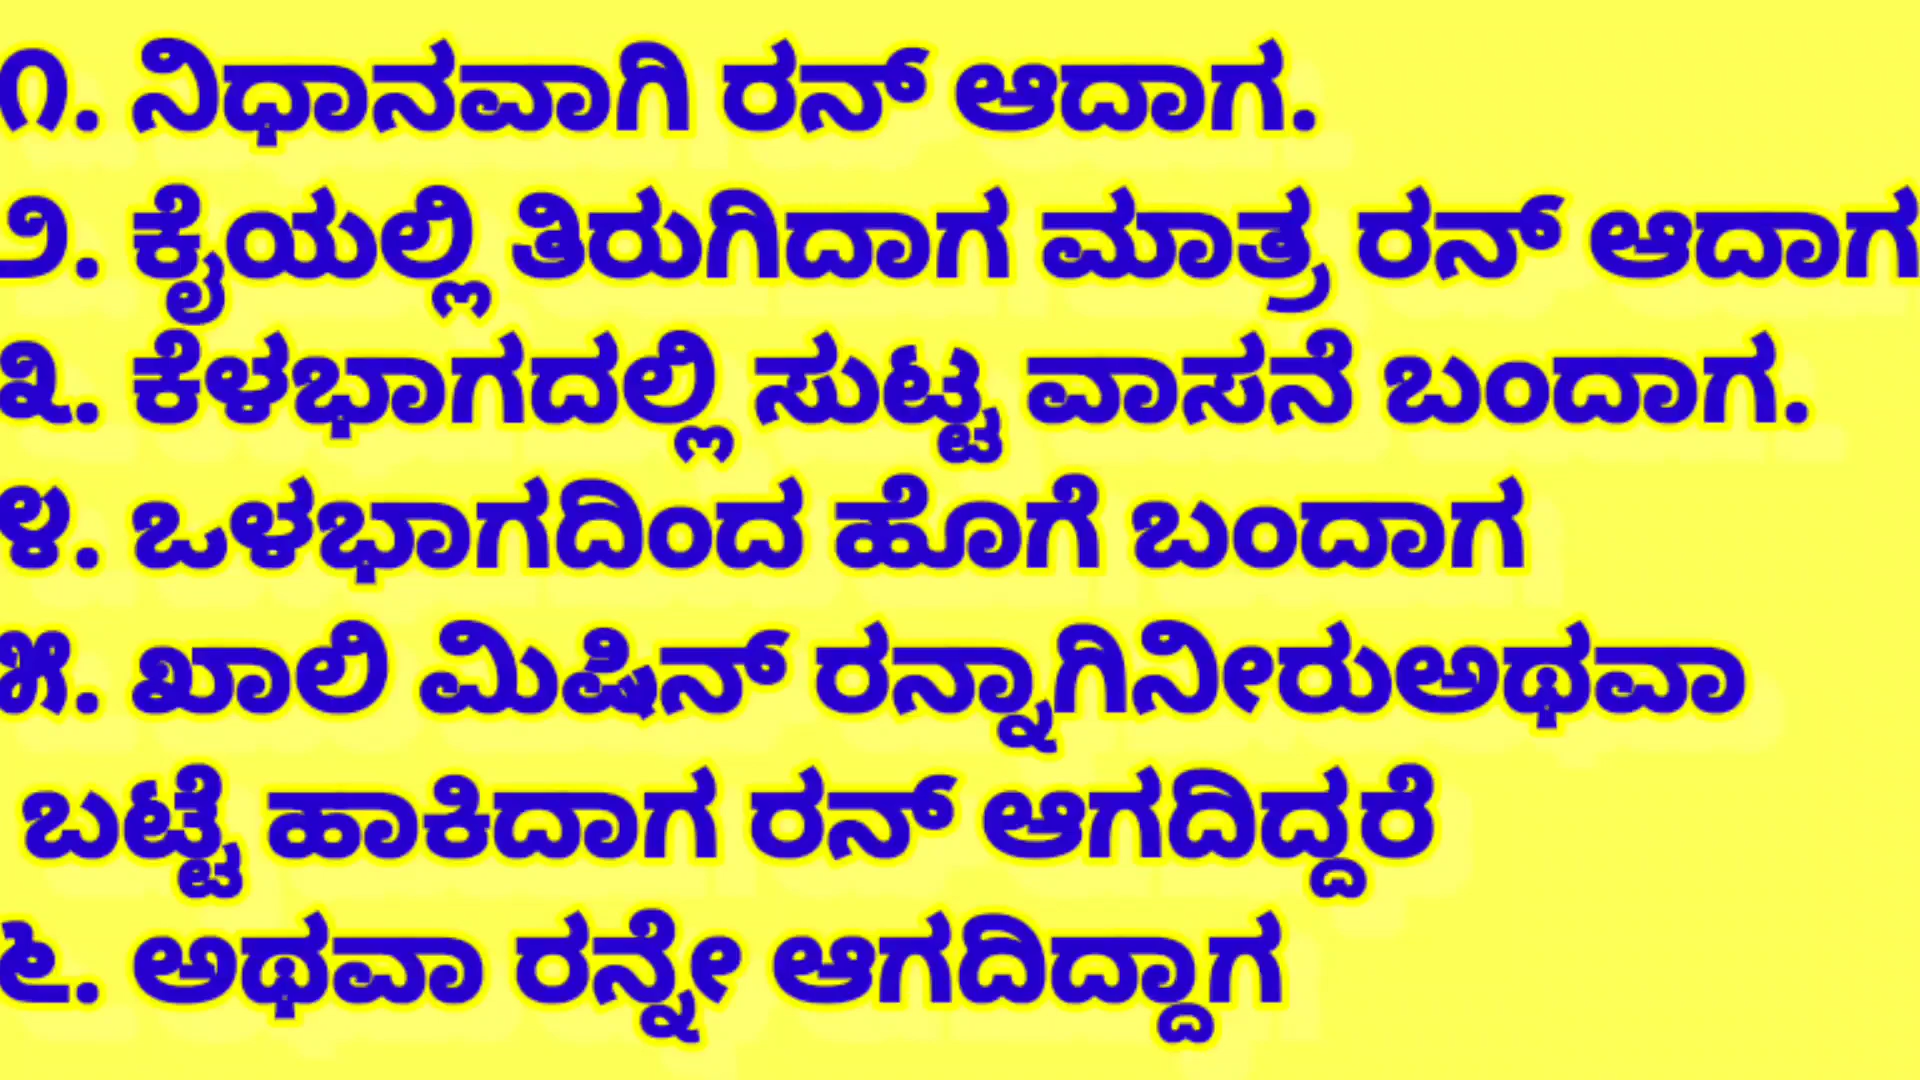 ೧. ನಿಧಾನವಾಗಿ ರನ್ ಆದಾಗ.
೨. ಕೈಯಲ್ಲಿ ತಿರುಗಿದಾಗ ಮಾತ್ರ ರನ್ ಆದಾಗ
೩. ಕೆಳಭಾಗದಲ್ಲಿ ಸುಟ್ಟ ವಾಸನೆ ಬಂದಾಗ.
೪. ಒಳಭಾಗದಿಂದ ಹೊಗೆ ಬಂದಾಗ
೫. ಖಾಲಿ ಮಿಷಿನ್ ರನ್ನಾಗಿನೀರುಅಥವಾ
ಬಟ್ಟೆ ಹಾಕಿದಾಗ ರನ್ ಆಗದಿದ್ದರೆ
೬. ಅಥವಾ ರನ್ನೇ ಆಗದಿದ್ದಾಗ